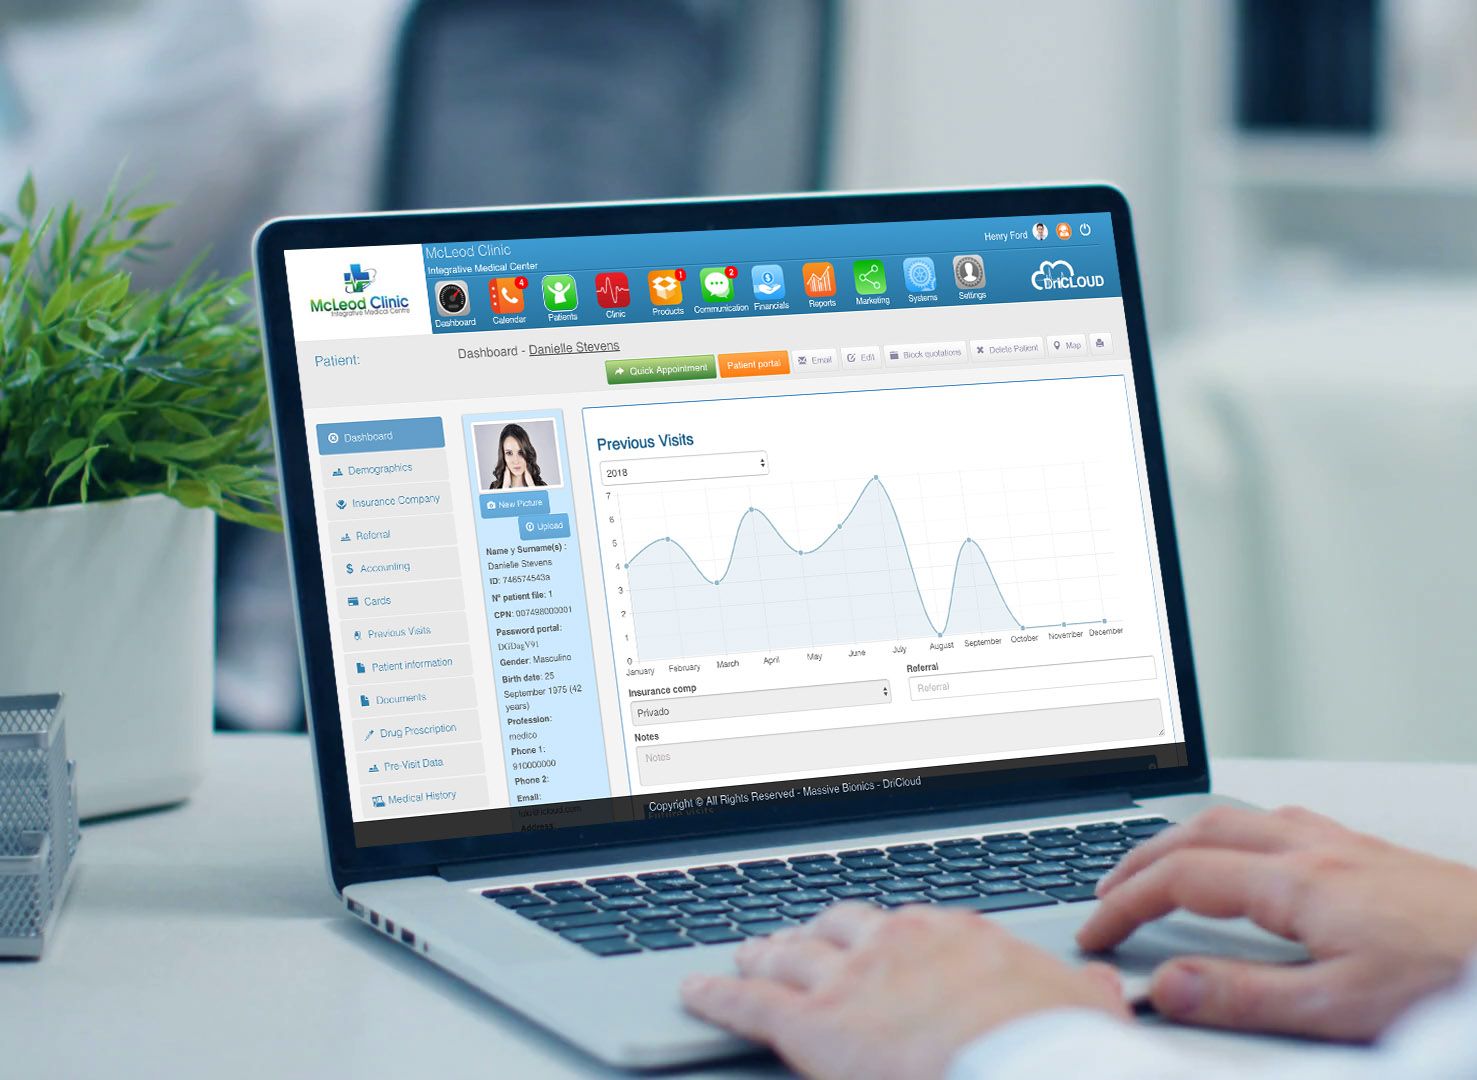 McLeod Clinic
Integrative Medical Center
Henry Ford
McLeod Clinic
Integrative Medical Centre
Dashboard
4
Calendar
Patients
Clinic
1
Products
2
Communication
Financials
Reports
Marketing
Systems
Settings
DriCLOUD
Patient:
Dashboard - Danielle Stevens
Quick Appointment
Patient portal
Email
Edit
Block quotations
Delete Patient
Map
Dashboard
Demographics
Insurance Company
Referral
Accounting
Cards
Previous Visits
Patient information
Documents
Drug Prescription
Pre-Visit Data
Medical History
New Picture
Upload
Name y Surname(s) :
Danielle Stevens
ID: 746574543a
Nº patient file: 1
CPN: 007498000001
Password portal:
DGDagV91
Gender: Masculino
Birth date: 25
September 1975 (42
years)
Profession:
medico
Phone 1:
910000000
Phone 2:
Email:
Address:
Previous Visits
2018
7
6
5
4
3
2
1
0
January
February
March
April
May
June
July
August
September
October
November
December
Insurance comp
Privado
Referral
Referral
Notes
Notes
Copyright © All Rights Reserved - Massive Bionics - DriCloud
Future visits